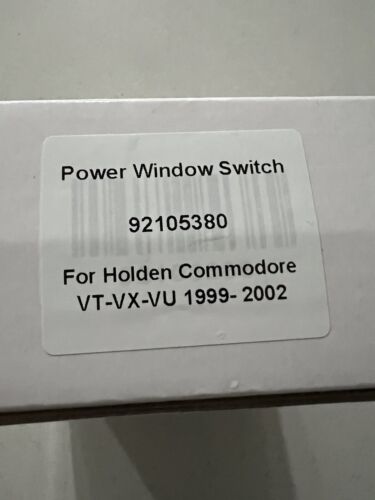 Power Window Switch
92105380
For Holden Commodore
VT-VX-VU 1999- 2002